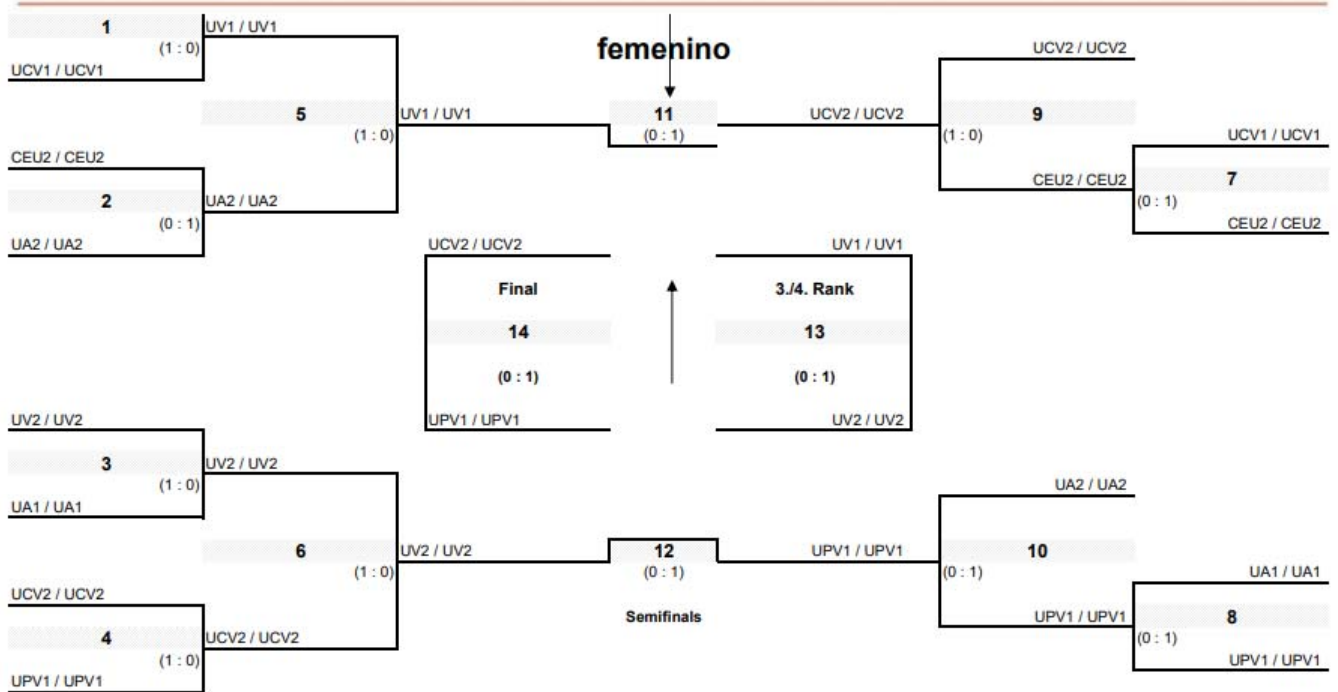 1
UV1 / UV1
(1 : 0)
UCV1 / UCV1
femenino
UCV2 / UCV2
5
UV1 / UV1
11
UCV2 / UCV2
9
(1 : 0)
(0 : 1)
(1 : 0)
UCV1 / UCV1
CEU2 / CEU2
CEU2 / CEU2
7
2
UA2 / UA2
(0 : 1)
(0 : 1)
UA2 / UA2
CEU2 / CEU2
UCV2 / UCV2
UV1 / UV1
Final
3./4. Rank
14
13
(0 : 1)
(0 : 1)
UV2 / UV2
UPV1 / UPV1
UV2 / UV2
3
UV2 / UV2
(1 : 0)
UA1 / UA1
UA2 / UA2
6
UV2 / UV2
12
UPV1 / UPV1
10
(1 : 0)
(0 : 1)
(0 : 1)
UA1 / UA1
UCV2 / UCV2
Semifinals
UPV1 / UPV1
8
4
UCV2 / UCV2
(0 : 1)
(1 : 0)
UPV1 / UPV1
UPV1 / UPV1